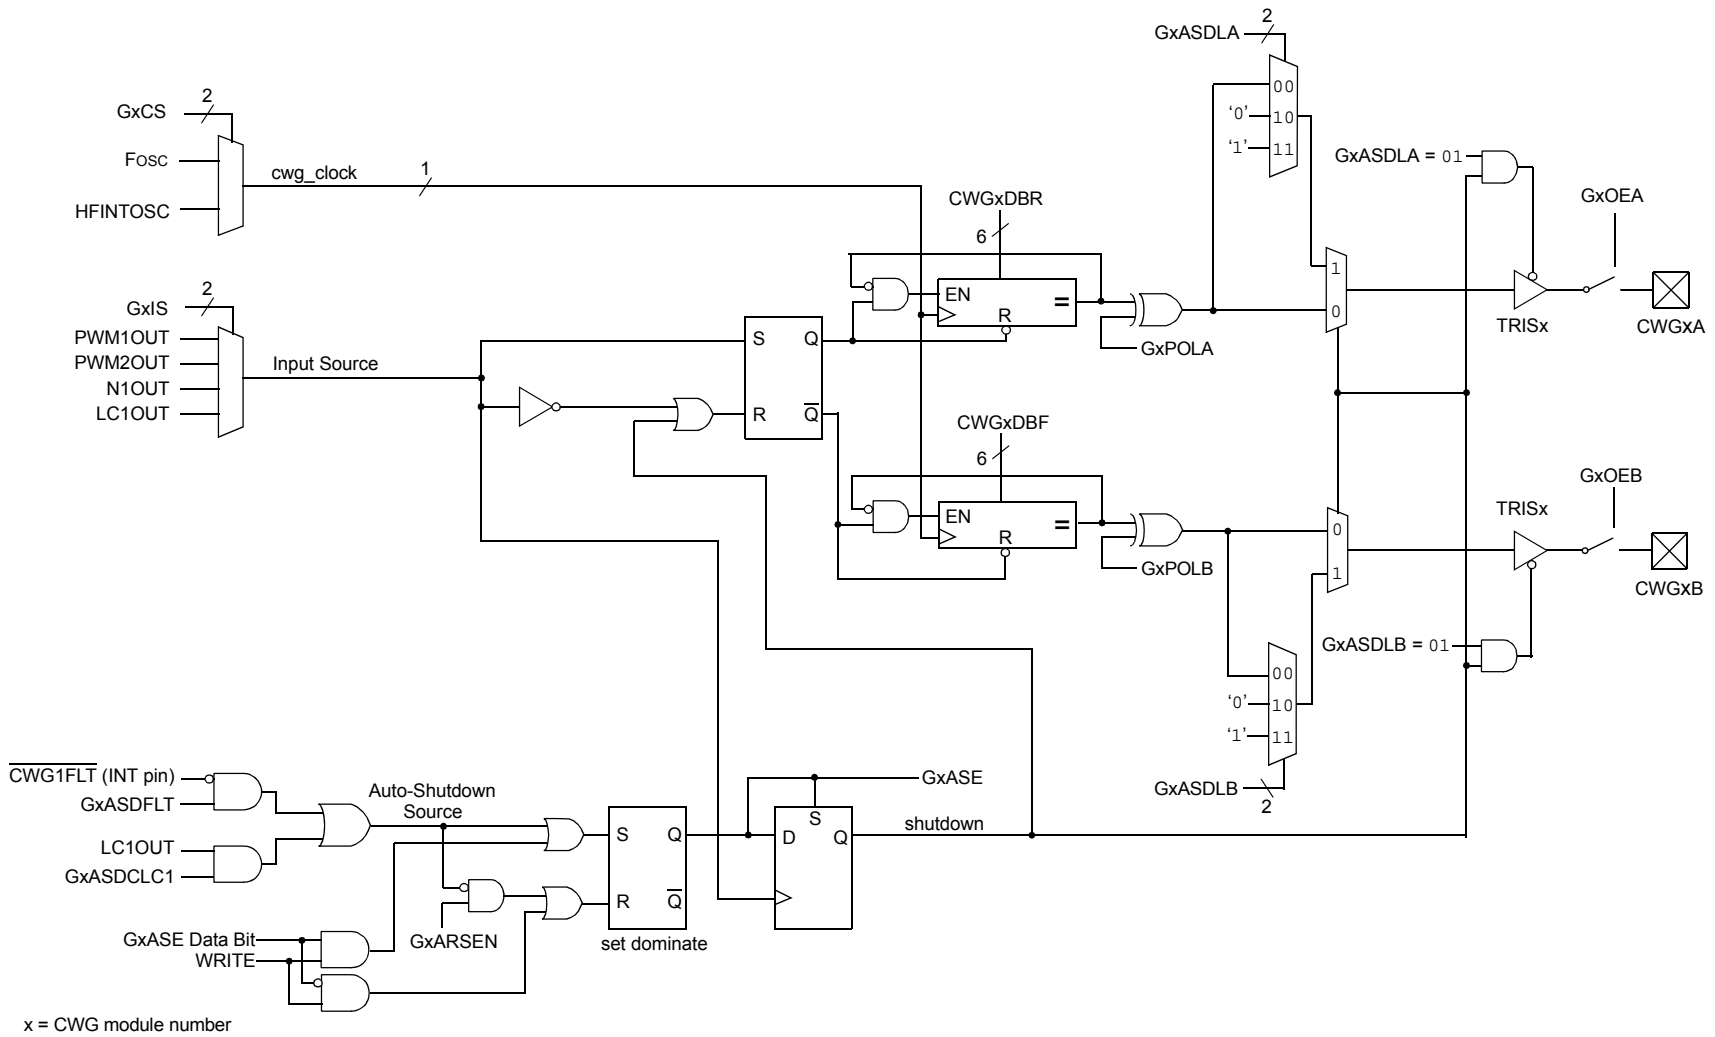 GxASDLA
2
00
'0'
10
'1'
11
GxCS
2
FOSC
HFINTOSC
cwg_clock
1
GxASDLA = 01
GxOEA
CWGxDBR
6
EN
=
R
1
0
TRISx
CWGxA
GxPOLA
GxIS
2
PWM1OUT
PWM2OUT
N1OUT
LC1OUT
Input Source
S
Q
R
Q
CWGxDBF
6
EN
=
R
GxPOLB
0
1
TRISx
GxOEB
CWGxB
GxASDLB = 01
00
'0'
10
'1'
11
GxASDLB
2
CWG1FLT (INT pin)
GxASDFLT
LC1OUT
GxASDCLC1
Auto-Shutdown
Source
S
Q
R
Q
set dominate
GxASE
S
D
Q
shutdown
GxARSEN
GxASE Data Bit
WRITE
x = CWG module number